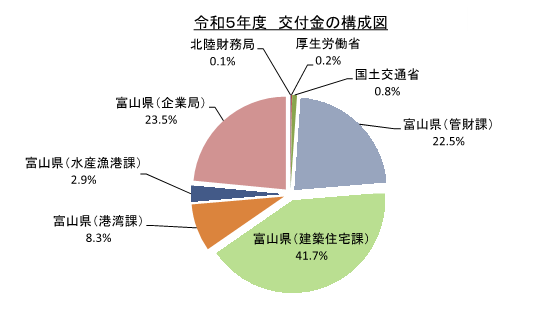 令和5年度　交付金の構成図
北陸財務局
0.1%
厚生労働省
0.2%
国土交通省
0.8%
富山県（管財課）
22.5%
富山県（建築住宅課）
41.7%
富山県（港湾課）
8.3%
富山県（水産漁港課）
2.9%
富山県（企業局）
23.5%